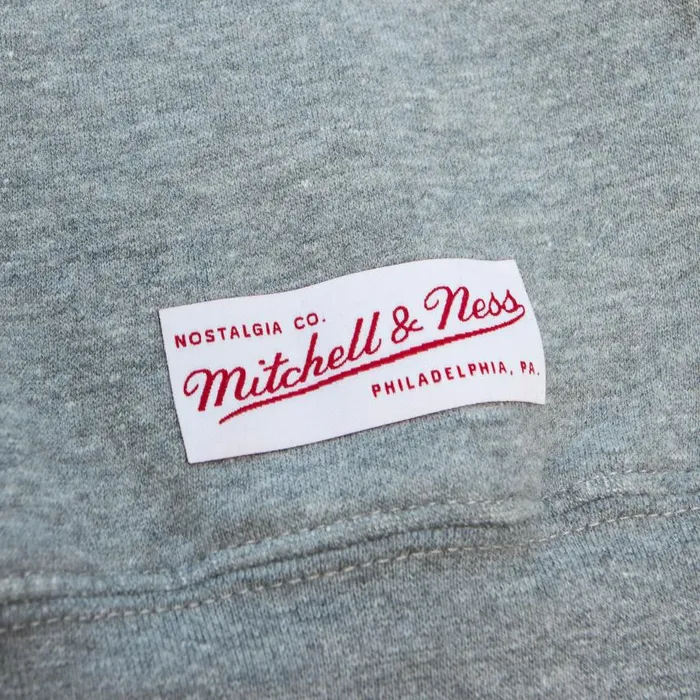 NOSTALGIA CO.
Mitchell & Ness
PHILADELPHIA, PA.